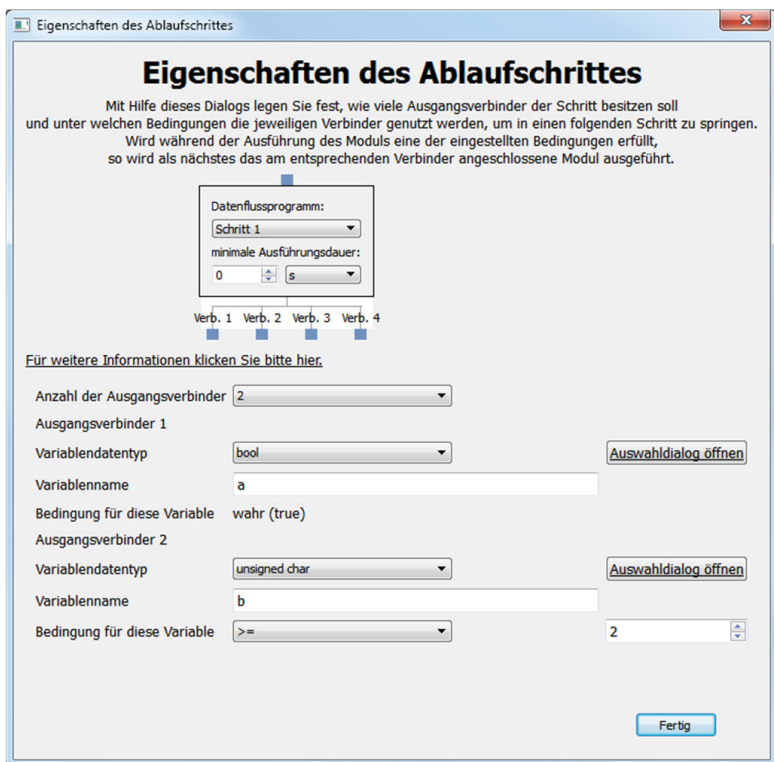 Eigenschaften des Ablaufschrittes
X
Eigenschaften des Ablaufschrittes
Mit Hilfe dieses Dialogs legen Sie fest, wie viele Ausgangsverbinder der Schritt besitzen soll
und unter welchen Bedingungen die jeweiligen Verbinder genutzt werden, um in einen folgenden Schritt zu springen.
Wird während der Ausführung des Moduls eine der eingestellten Bedingungen erfüllt,
so wird als nächstes das am entsprechenden Verbinder angeschlossene Modul ausgeführt.
Datenflussprogramm:
Schritt 1
minimale Ausführungsdauer:
0 s
Verb. 1 Verb. 2 Verb. 3 Verb. 4
Für weitere Informationen klicken Sie bitte hier.
Anzahl der Ausgangsverbinder 2
Ausgangsverbinder 1
Variablendatentyp bool Auswahldialog öffnen
Variablenname a
Bedingung für diese Variable wahr (true)
Ausgangsverbinder 2
Variablendatentyp unsigned char Auswahldialog öffnen
Variablenname b
Bedingung für diese Variable >= 2
Fertig